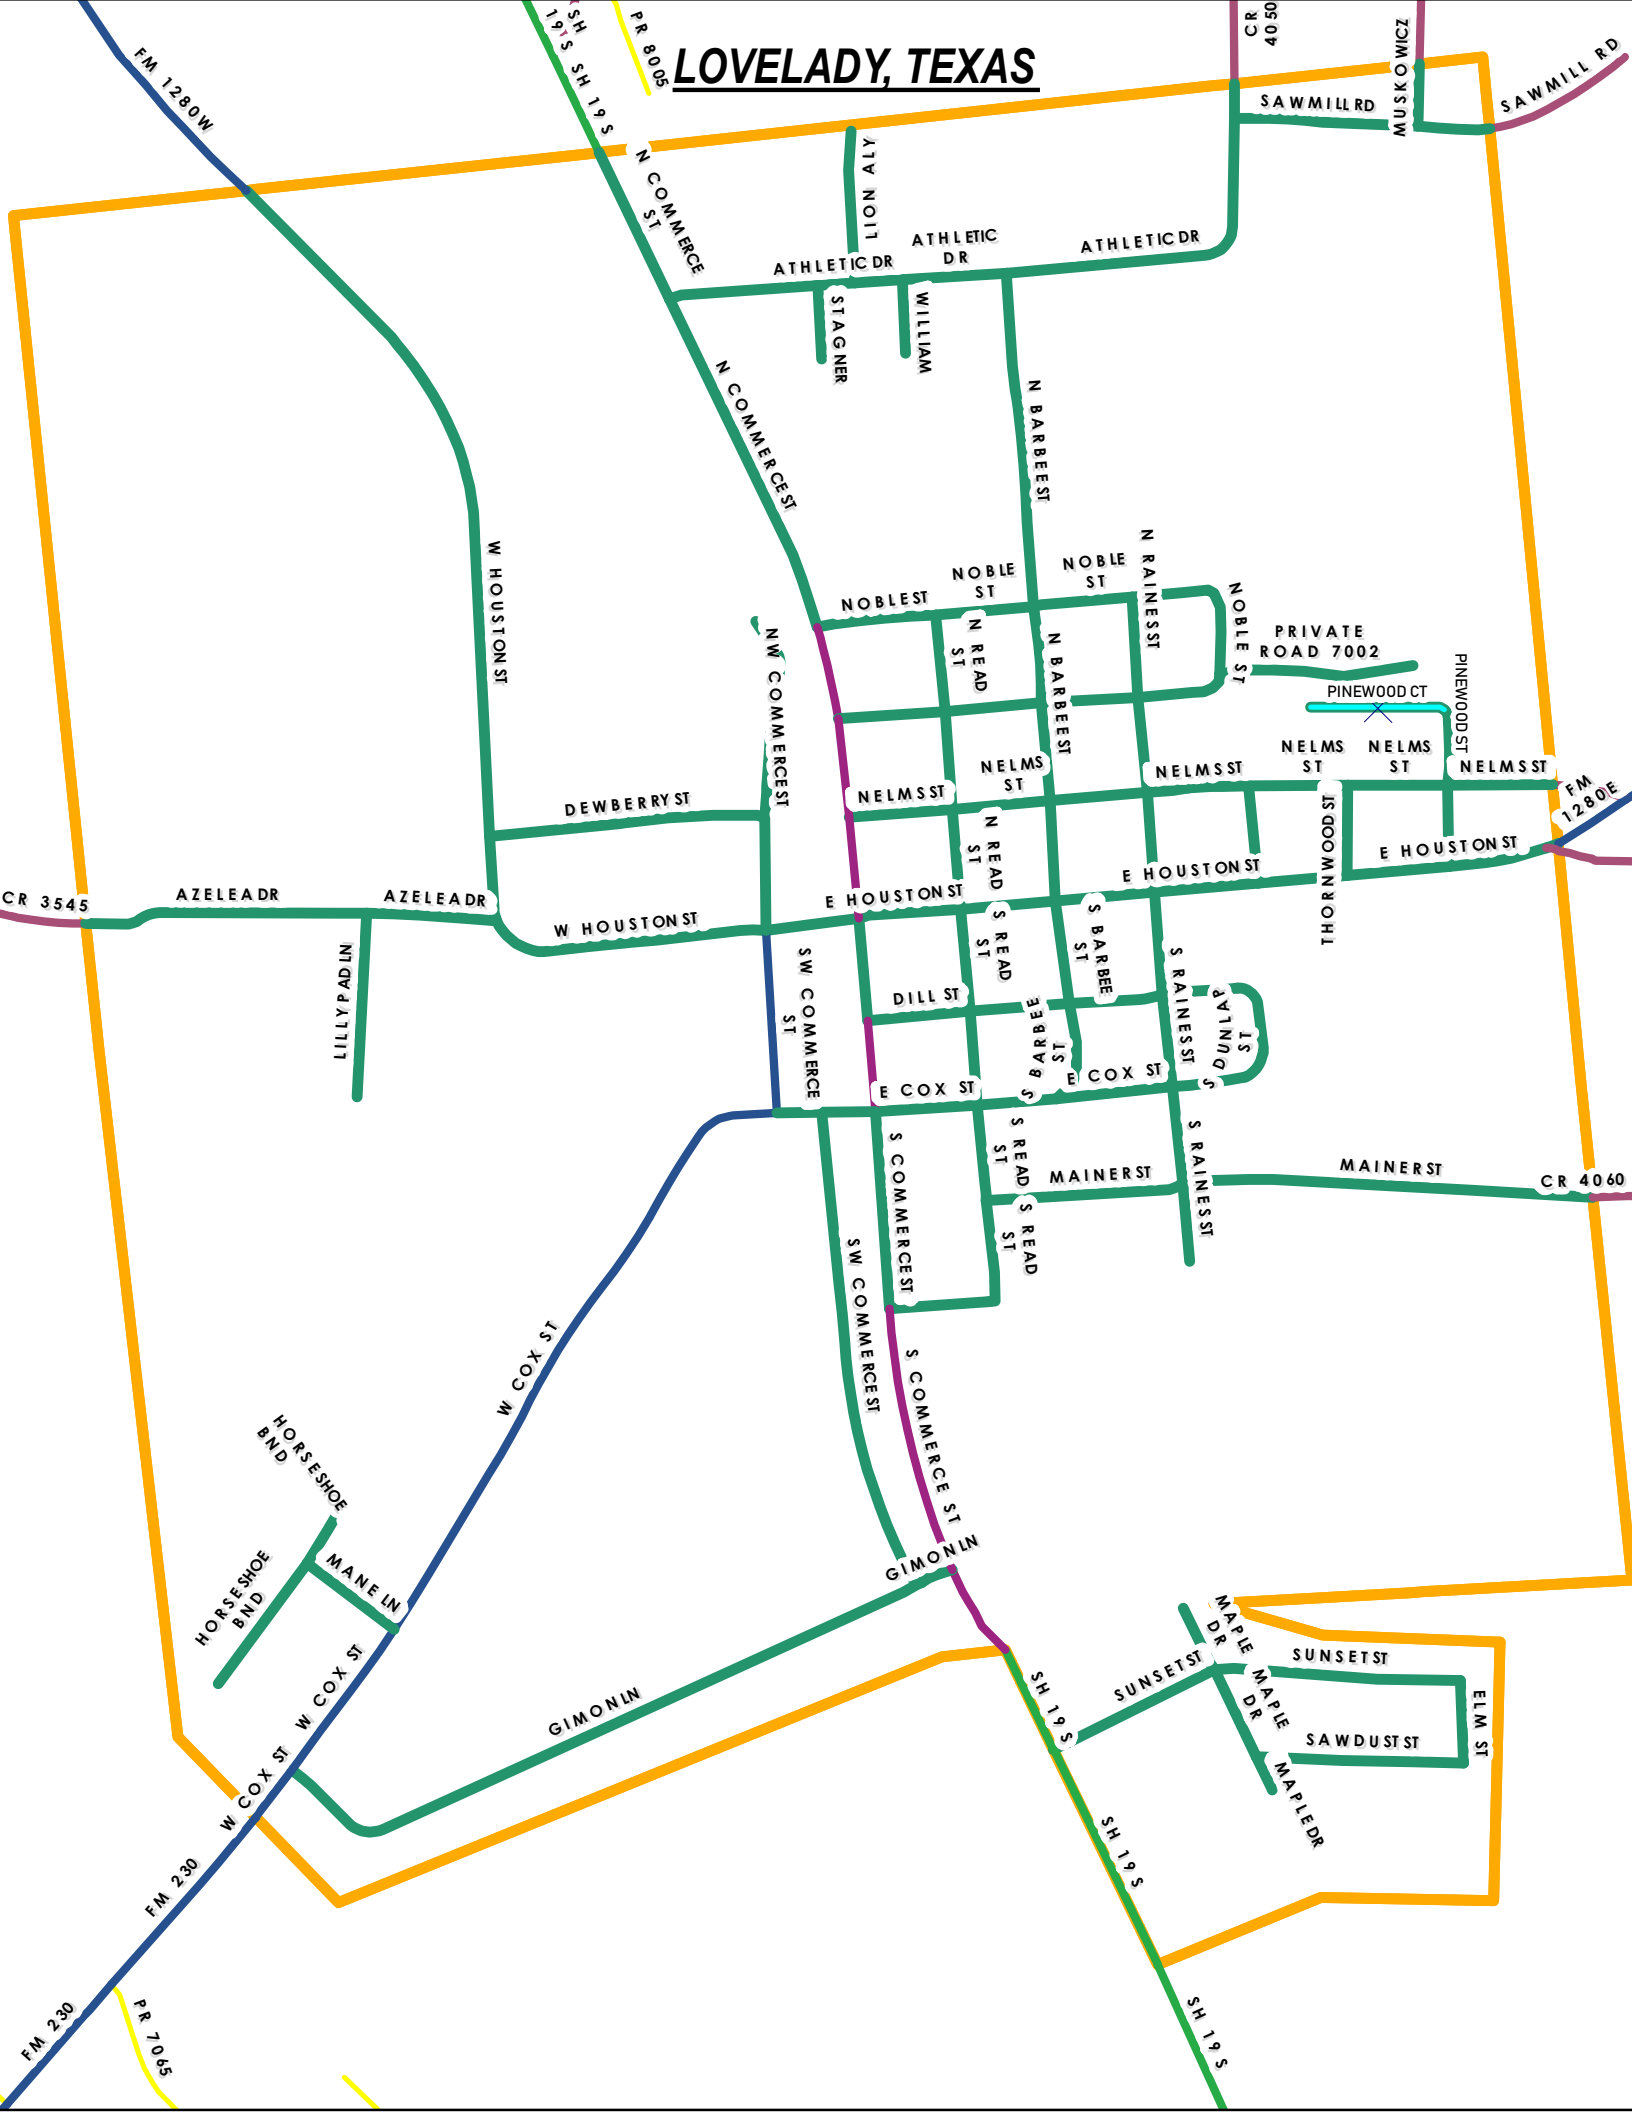 SH
19 S
SH 19 S
PR 8005
LOVELADY, TEXAS
CR
4050
MUSKOWICZ
SAWMILL RD
SAWMILL RD
FM 1280W
N COMMERCE
ST
ALY LION
ATHLETIC DR
ATHLETIC
DR
ATHLETIC DR
STAGNER
WILLIAM
N COMMERCE ST
N BARBEE ST
W HOUSTON ST
NOBLE ST
NOBLE
ST
NOBLE
ST
N RAINES ST
NOBLE ST
PRIVATE
ROAD 7002
N READ
ST
N BARBEE ST
NW COMMERCE ST
PINEWOOD CT
PINEWOOD ST
NELMS
ST
NELMS
ST
NELMS ST
NELMS ST
NELMS
ST
NELMS ST
FM
1280E
DEWBERRY ST
N READ
ST
THORNWOOD ST
E HOUSTON ST
E HOUSTON ST
E HOUSTON ST
CR 3545
AZELEA DR
AZELEA DR
W HOUSTON ST
LILLYPAD LN
SW COMMERCE
ST
S READ
ST
S BARBEE
ST
S RAINES ST
DILL ST
S BARBEE
ST
S DUNLAP
ST
E COX ST
E COX ST
S COMMERCE ST
S READ
ST
MAINER ST
S RAINES ST
MAINER ST
CR 4060
S READ
ST
SW COMMERCE ST
W COX ST
S COMMERCE ST
HORSESHOE
BND
HORSESHOE
BND
MANE LN
GIMON LN
W COX ST
GIMON LN
W COX ST
MAPLE
DR
SUNSET ST
SUNSET ST
MAPLE
DR
ELM ST
SAWDUST ST
MAPLE DR
SH 19 S
SH 19 S
FM 230
FM 230
PR 7065
SH 19 S